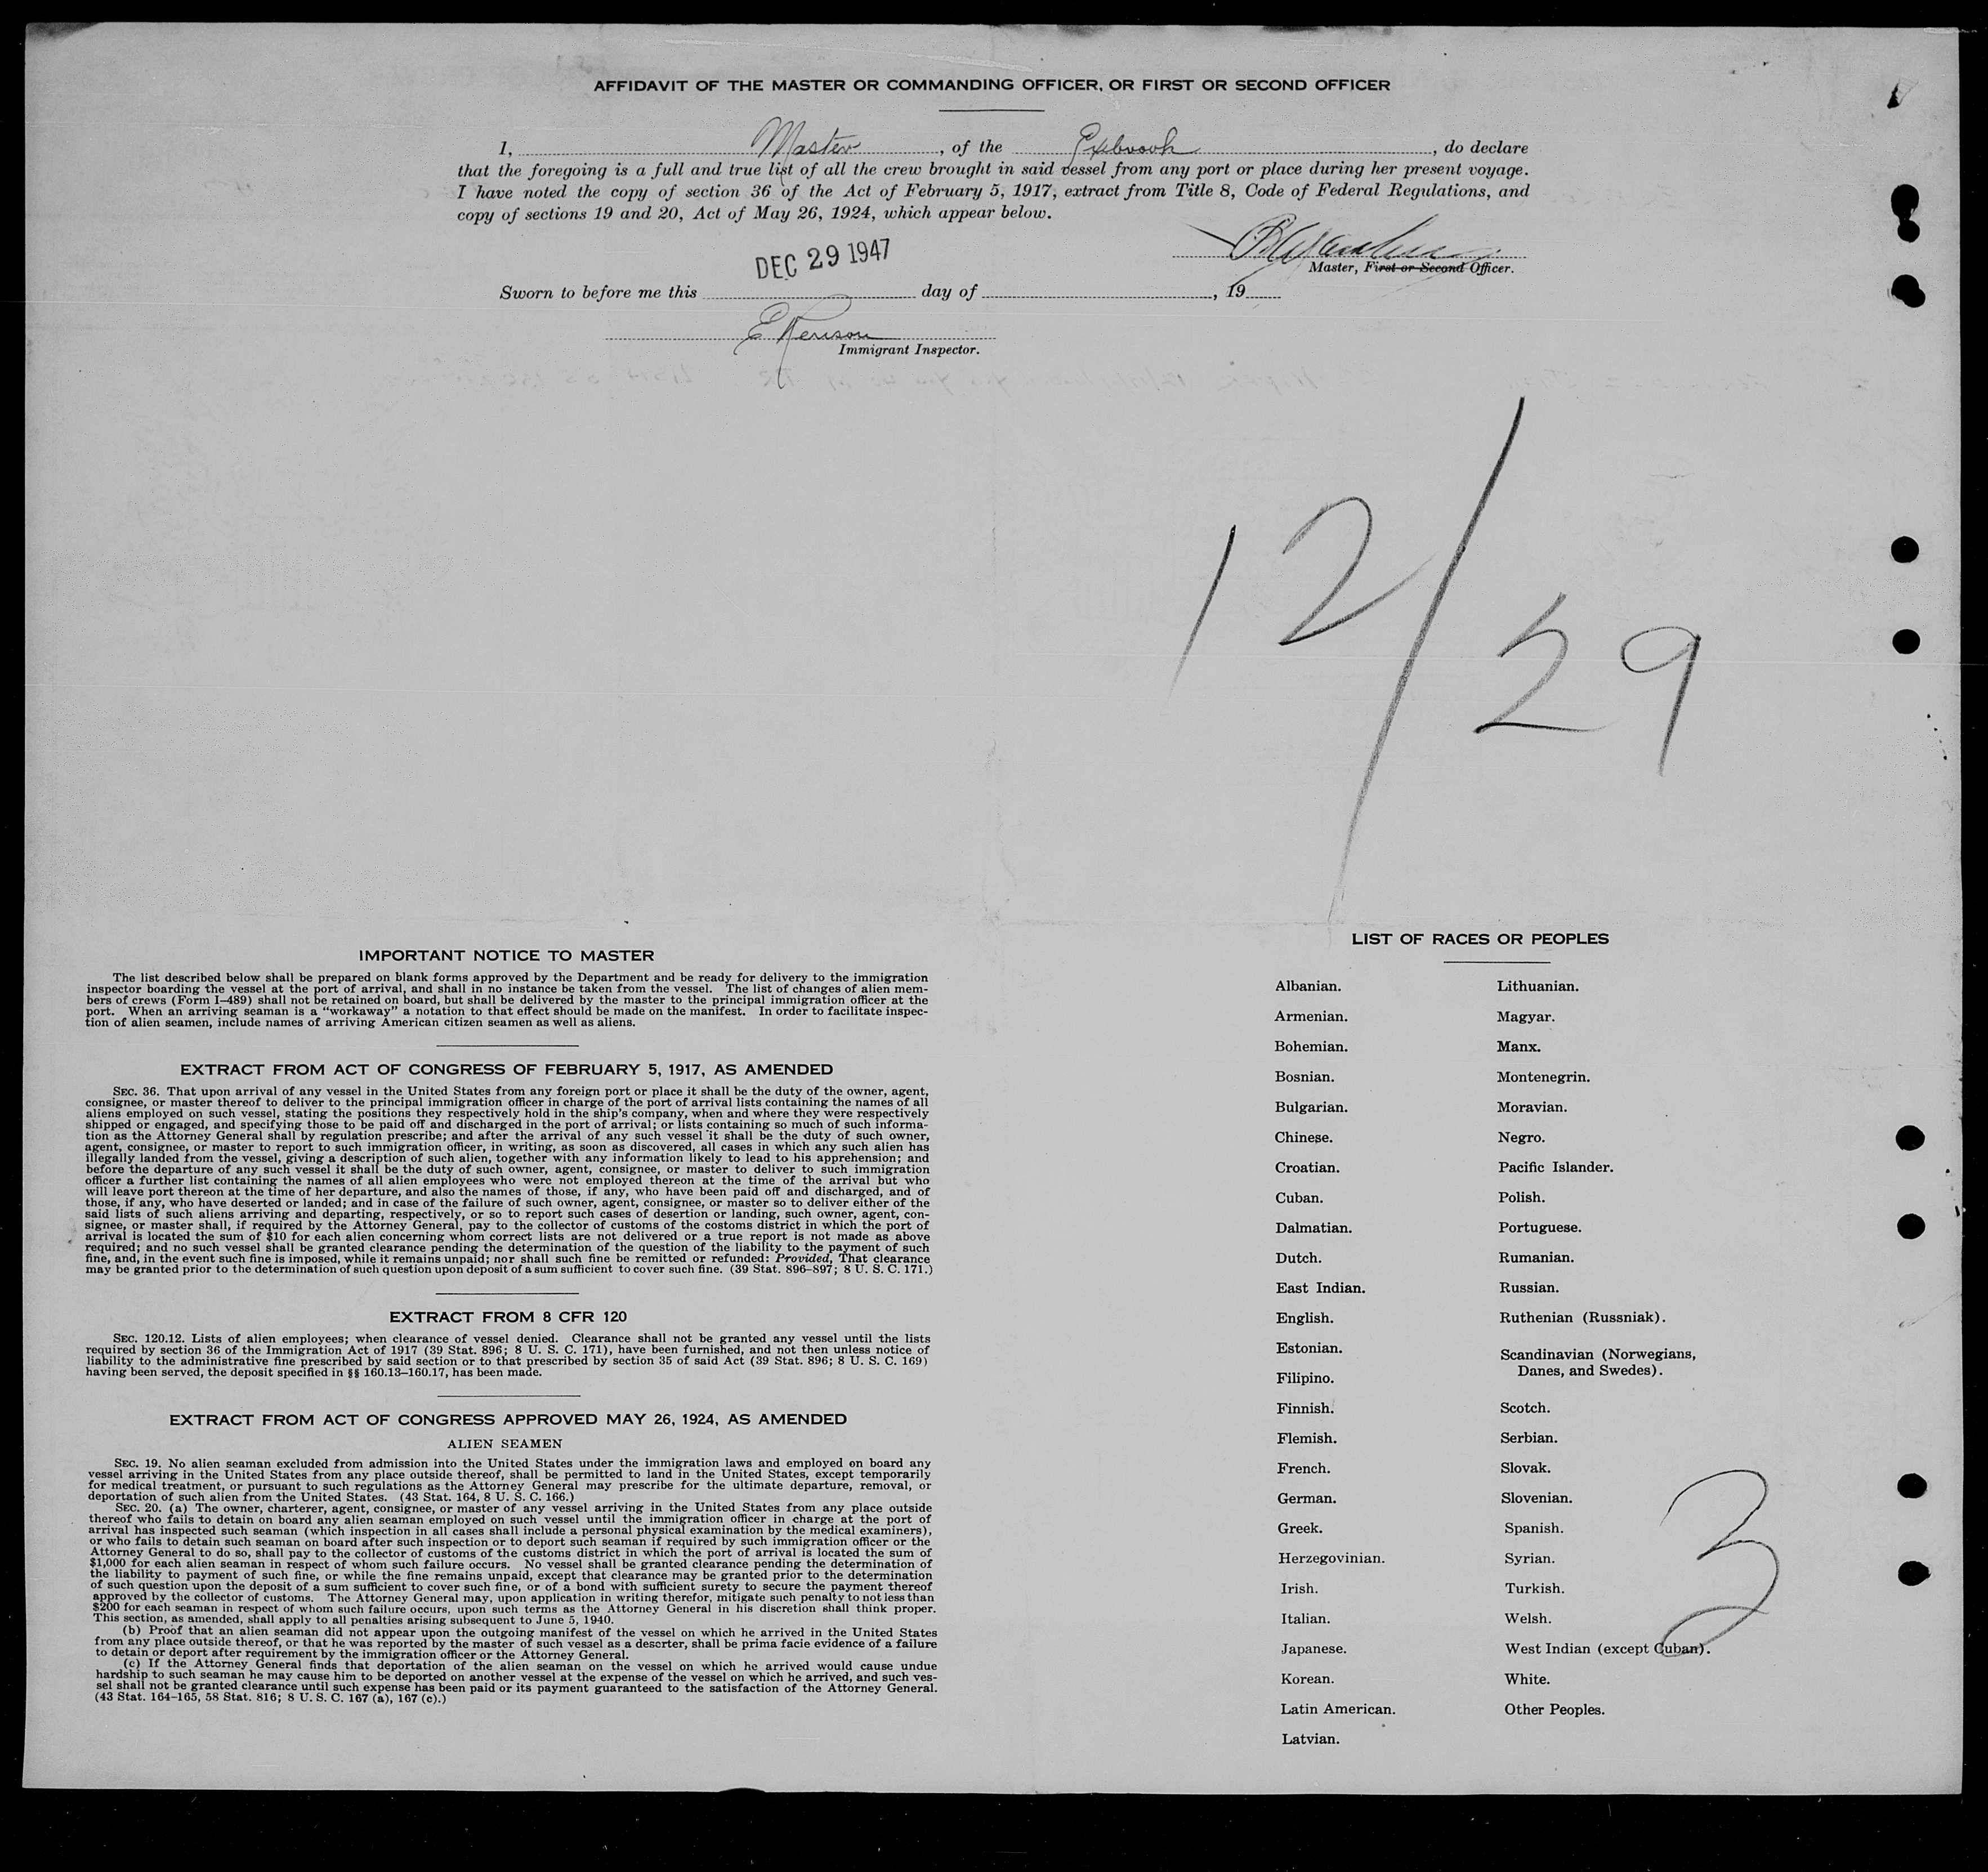 AFFIDAVIT OF THE MASTER OR COMMANDING OFFICER, OR FIRST OR SECOND OFFICER
I, Master, of the Exbrook, do declare
that the foregoing is a full and true list of all the crew brought in said vessel from any port or place during her present voyage.
I have noted the copy of section 36 of the Act of February 5, 1917, extract from Title 8, Code of Federal Regulations, and
copy of sections 19 and 20, Act of May 26, 1924, which appear below.
DEC 29 1947
Master, First or Second Officer.
Sworn to before me this day of , 19
Immigrant Inspector.
12/29
IMPORTANT NOTICE TO MASTER
The list described below shall be prepared on blank forms approved by the Department and be ready for delivery to the immigration
inspector boarding the vessel at the port of arrival, and shall in no instance be taken from the vessel. The list of changes of alien mem-
bers of crews (Form I–489) shall not be retained on board, but shall be delivered by the master to the principal immigration officer at the
port. When an arriving seaman is a "workaway" a notation to that effect should be made on the manifest. In order to facilitate inspec-
tion of alien seamen, include names of arriving American citizen seamen as well as aliens.
EXTRACT FROM ACT OF CONGRESS OF FEBRUARY 5, 1917, AS AMENDED
SEC. 36. That upon arrival of any vessel in the United States from any foreign port or place it shall be the duty of the owner, agent,
consignee, or master thereof to deliver to the principal immigration officer in charge of the port of arrival lists containing the names of all
aliens employed on such vessel, stating the positions they respectively hold in the ship's company, when and where they were respectively
shipped or engaged, and specifying those to be paid off and discharged in the port of arrival; or lists containing so much of such informa-
tion as the Attorney General shall by regulation prescribe; and after the arrival of any such vessel it shall be the duty of such owner,
agent, consignee, or master to report to such immigration officer, in writing, as soon as discovered, all cases in which any such alien has
illegally landed from the vessel, giving a description of such alien, together with any information likely to lead to his apprehension; and
before the departure of any such vessel it shall be the duty of such owner, agent, consignee, or master to deliver to such immigration
officer a further list containing the names of all alien employees who were not employed thereon at the time of the arrival but who
will leave port thereon at the time of her departure, and also the names of those, if any, who have been paid off and discharged, and of
those, if any, who have deserted or landed; and in case of the failure of such owner, agent, consignee, or master so to deliver either of the
said lists of such aliens arriving and departing, respectively, or so to report such cases of desertion or landing, such owner, agent, con-
signee, or master shall, if required by the Attorney General, pay to the collector of customs of the costoms district in which the port of
arrival is located the sum of $10 for each alien concerning whom correct lists are not delivered or a true report is not made as above
required; and no such vessel shall be granted clearance pending the determination of the question of the liability to the payment of such
fine, and, in the event such fine is imposed, while it remains unpaid; nor shall such fine be remitted or refunded: Provided, That clearance
may be granted prior to the determination of such question upon deposit of a sum sufficient to cover such fine. (39 Stat. 896–897; 8 U. S. C. 171.)
EXTRACT FROM 8 CFR 120
SEC. 120.12. Lists of alien employees; when clearance of vessel denied. Clearance shall not be granted any vessel until the lists
required by section 36 of the Immigration Act of 1917 (39 Stat. 896; 8 U. S. C. 171), have been furnished, and not then unless notice of
liability to the administrative fine prescribed by said section or to that prescribed by section 35 of said Act (39 Stat. 896; 8 U. S. C. 169)
having been served, the deposit specified in §§ 160.13–160.17, has been made.
EXTRACT FROM ACT OF CONGRESS APPROVED MAY 26, 1924, AS AMENDED
ALIEN SEAMEN
SEC. 19. No alien seaman excluded from admission into the United States under the immigration laws and employed on board any
vessel arriving in the United States from any place outside thereof, shall be permitted to land in the United States, except temporarily
for medical treatment, or pursuant to such regulations as the Attorney General may prescribe for the ultimate departure, removal, or
deportation of such alien from the United States. (43 Stat. 164, 8 U. S. C. 166.)
SEC. 20. (a) The owner, charterer, agent, consignee, or master of any vessel arriving in the United States from any place outside
thereof who fails to detain on board any alien seaman employed on such vessel until the immigration officer in charge at the port of
arrival has inspected such seaman (which inspection in all cases shall include a personal physical examination by the medical examiners),
or who fails to detain such seaman on board after such inspection or to deport such seaman if required by such immigration officer or the
Attorney General to do so, shall pay to the collector of customs of the customs district in which the port of arrival is located the sum of
$1,000 for each alien seaman in respect of whom such failure occurs. No vessel shall be granted clearance pending the determination of
the liability to payment of such fine, or while the fine remains unpaid, except that clearance may be granted prior to the determination
of such question upon the deposit of a sum sufficient to cover such fine, or of a bond with sufficient surety to secure the payment thereof
approved by the collector of customs. The Attorney General may, upon application in writing therefor, mitigate such penalty to not less than
$200 for each seaman in respect of whom such failure occurs, upon such terms as the Attorney General in his discretion shall think proper.
This section, as amended, shall apply to all penalties arising subsequent to June 5, 1940.
(b) Proof that an alien seaman did not appear upon the outgoing manifest of the vessel on which he arrived in the United States
from any place outside thereof, or that he was reported by the master of such vessel as a deserter, shall be prima facie evidence of a failure
to detain or deport after requirement by the immigration officer or the Attorney General.
(c) If the Attorney General finds that deportation of the alien seaman on the vessel on which he arrived would cause undue
hardship to such seaman he may cause him to be deported on another vessel at the expense of the vessel on which he arrived, and such ves-
sel shall not be granted clearance until such expense has been paid or its payment guaranteed to the satisfaction of the Attorney General.
(43 Stat. 164–165, 58 Stat. 816; 8 U. S. C. 167 (a), 167 (c).)
LIST OF RACES OR PEOPLES
Albanian.
Armenian.
Bohemian.
Bosnian.
Bulgarian.
Chinese.
Croatian.
Cuban.
Dalmatian.
Dutch.
East Indian.
English.
Estonian.
Filipino.
Finnish.
Flemish.
French.
German.
Greek.
Herzegovinian.
Irish.
Italian.
Japanese.
Korean.
Latin American.
Latvian.
Lithuanian.
Magyar.
Manx.
Montenegrin.
Moravian.
Negro.
Pacific Islander.
Polish.
Portuguese.
Rumanian.
Russian.
Ruthenian (Russniak).
Scandinavian (Norwegians,
Danes, and Swedes).
Scotch.
Serbian.
Slovak.
Slovenian.
Spanish.
Syrian.
Turkish.
Welsh.
West Indian (except Cuban).
White.
Other Peoples.
3